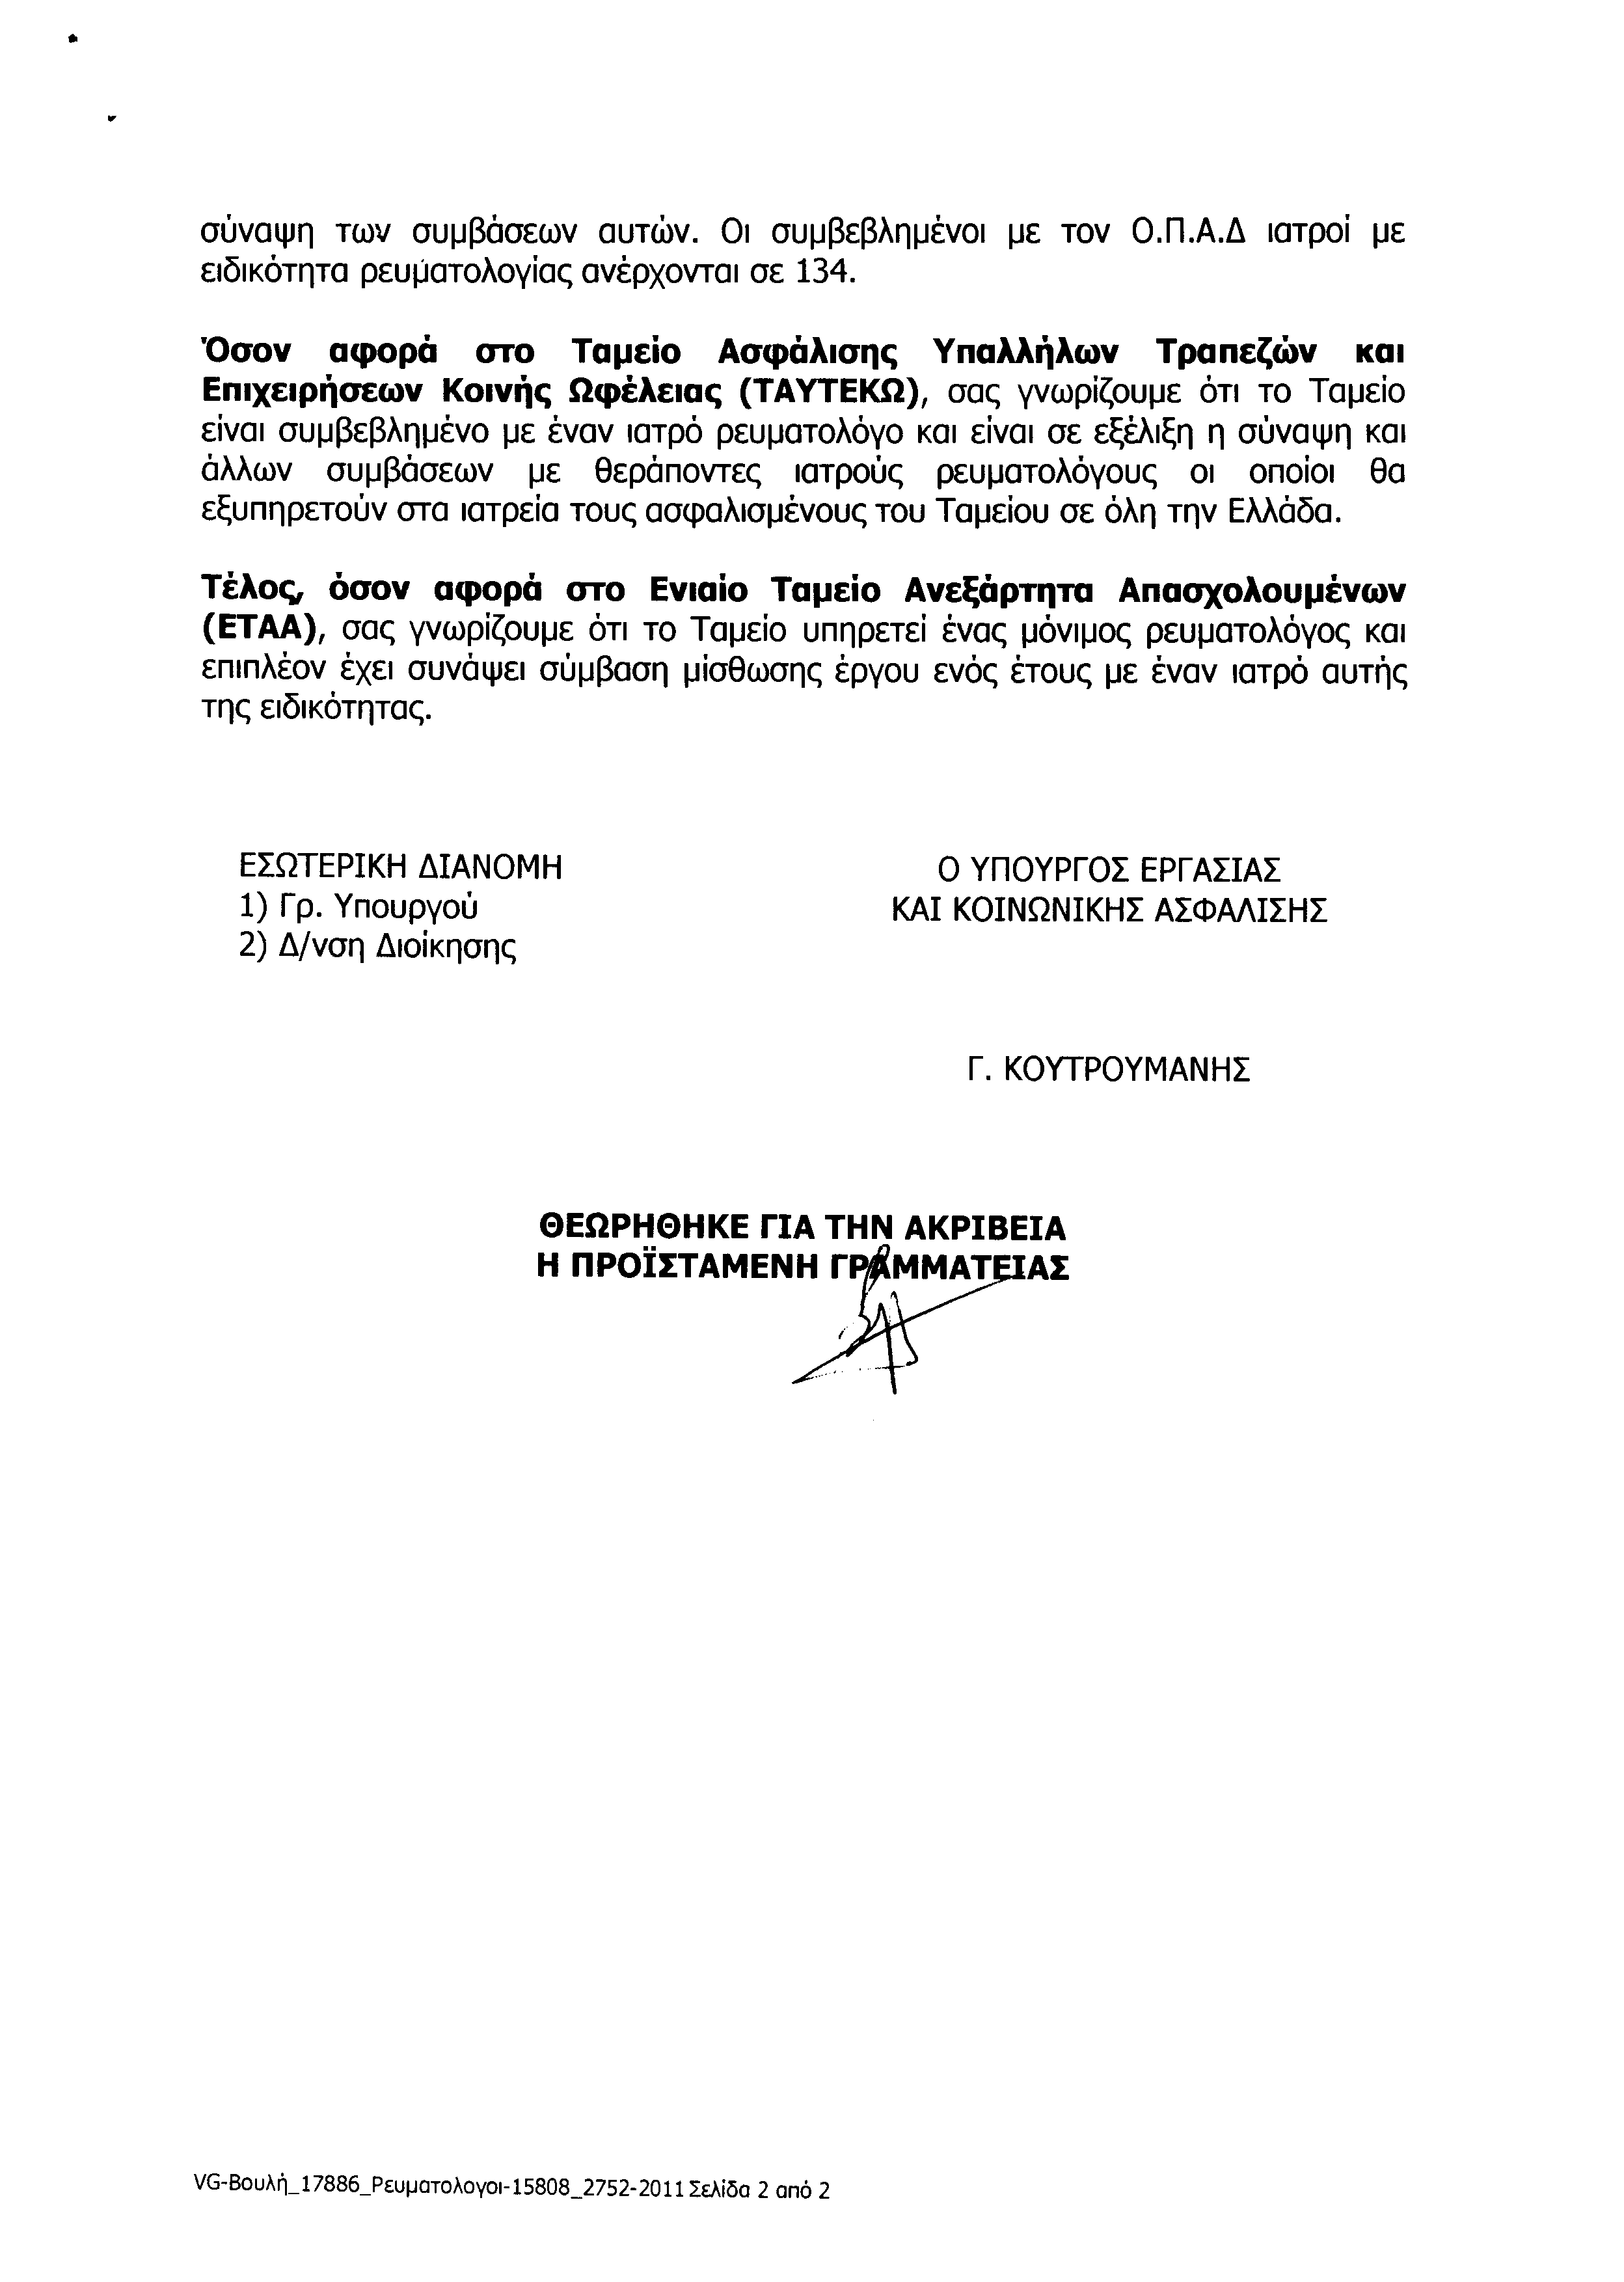 σύναψη των συμβάσεων αυτών. Οι συμβεβλημένοι με τον Ο.Π.Α.Δ ιατροί με
ειδικότητα ρευματολογίας ανέρχονται σε 134.
Όσον αφορά στο Ταμείο Ασφάλισης Υπαλλήλων Τραπεζών και
Επιχειρήσεων Κοινής Ωφέλειας (ΤΑΥΤΕΚΩ), σας γνωρίζουμε ότι το Ταμείο
είναι συμβεβλημένο με έναν ιατρό ρευματολόγο και είναι σε εξέλιξη η σύναψη και
άλλων συμβάσεων με θεράποντες ιατρούς ρευματολόγους οι οποίοι θα
εξυπηρετούν στα ιατρεία τους ασφαλισμένους του Ταμείου σε όλη την Ελλάδα.
Τέλος, όσον αφορά στο Ενιαίο Ταμείο Ανεξάρτητα Απασχολουμένων
(ΕΤΑΑ), σας γνωρίζουμε ότι το Ταμείο υπηρετεί ένας μόνιμος ρευματολόγος και
επιπλέον έχει συνάψει σύμβαση μίσθωσης έργου ενός έτους με έναν ιατρό αυτής
της ειδικότητας.
ΕΣΩΤΕΡΙΚΗ ΔΙΑΝΟΜΗ
1) Γρ. Υπουργού
2) Δ/νση Διοίκησης
Ο ΥΠΟΥΡΓΟΣ ΕΡΓΑΣΙΑΣ
ΚΑΙ ΚΟΙΝΩΝΙΚΗΣ ΑΣΦΑΛΙΣΗΣ
Γ. ΚΟΥΤΡΟΥΜΑΝΗΣ
ΘΕΩΡΗΘΗΚΕ ΓΙΑ ΤΗΝ ΑΚΡΙΒΕΙΑ
Η ΠΡΟΪΣΤΑΜΕΝΗ ΓΡΑΜΜΑΤΕΙΑΣ
VG-Βουλή_17886_Ρευματολογοι-15808_2752-2011 Σελίδα 2 από 2